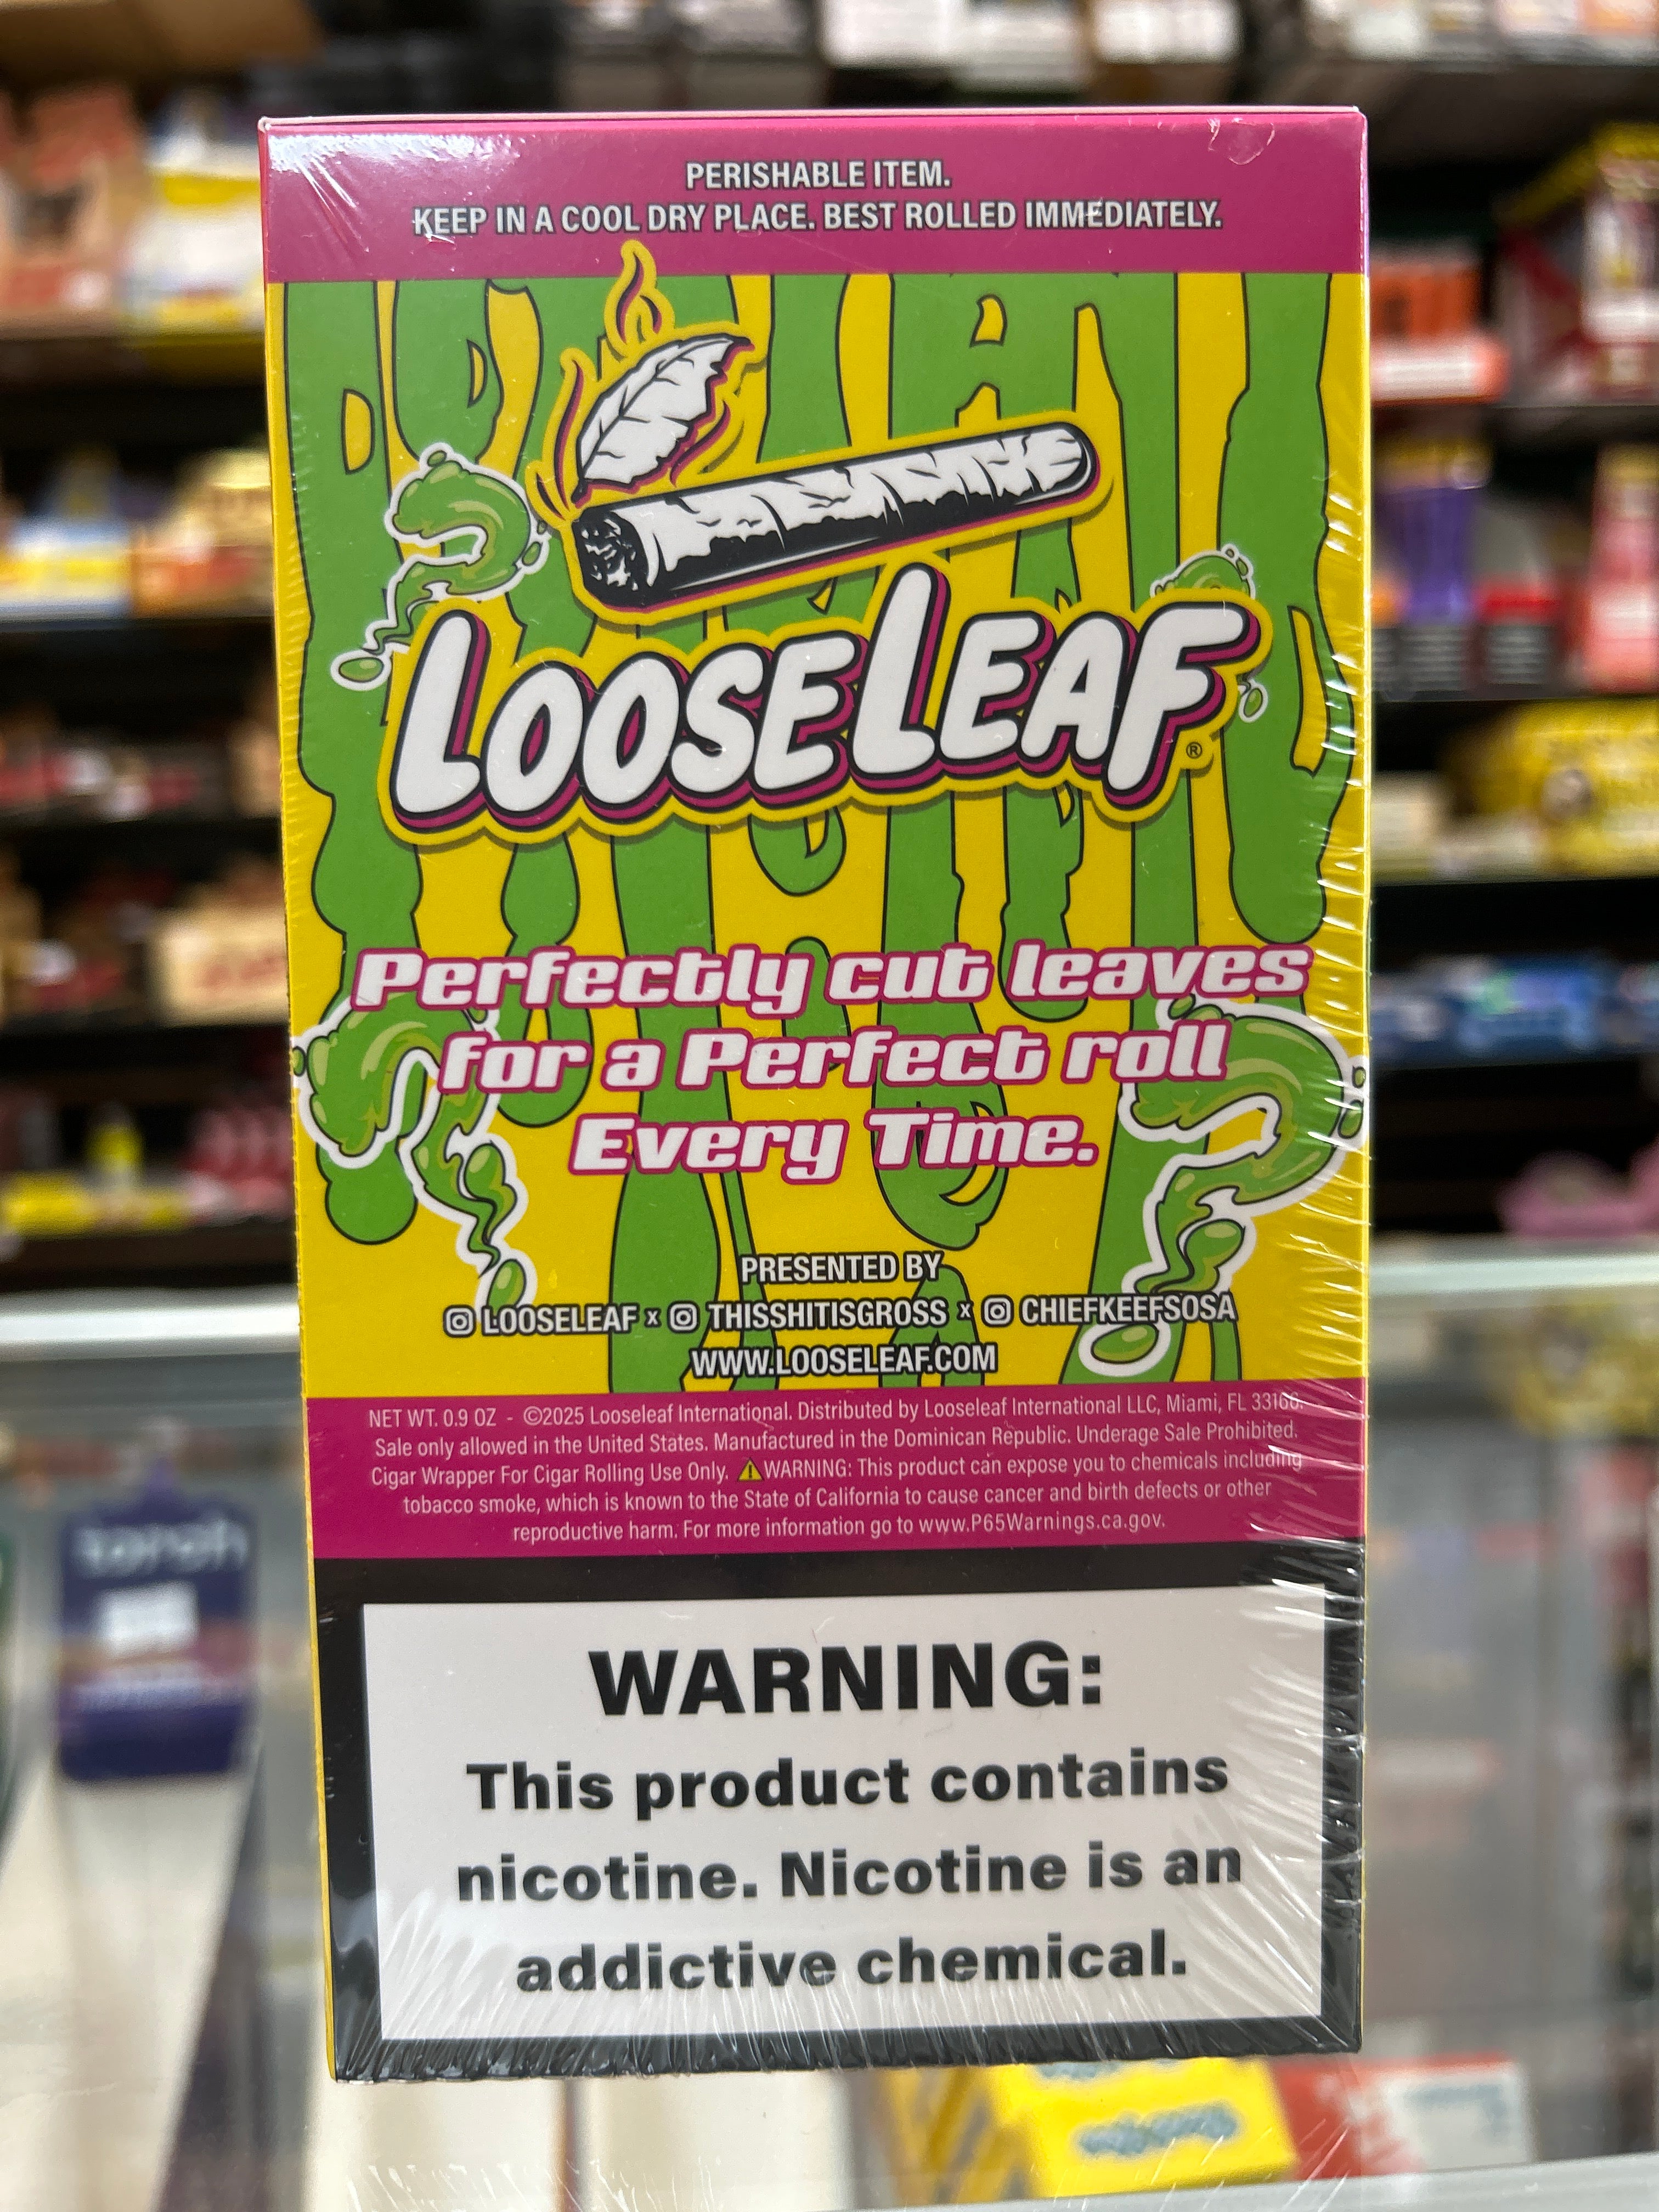 PERISHABLE ITEM.
KEEP IN A COOL DRY PLACE. BEST ROLLED IMMEDIATELY.
LOOSELEAF®
Perfectly cut leaves
for a Perfect roll
Every Time.
PRESENTED BY
LOOSELEAF x THISSHITISGROSS x CHIEFKEEFSOSA
WWW.LOOSELEAF.COM
NET WT. 0.9 OZ - ©2025 Looseleaf International. Distributed by Looseleaf International LLC, Miami, FL 33166.
Sale only allowed in the United States. Manufactured in the Dominican Republic. Underage Sale Prohibited.
Cigar Wrapper For Cigar Rolling Use Only. ⚠WARNING: This product can expose you to chemicals including
tobacco smoke, which is known to the State of California to cause cancer and birth defects or other
reproductive harm. For more information go to www.P65Warnings.ca.gov.
WARNING:
This product contains
nicotine. Nicotine is an
addictive chemical.
torch